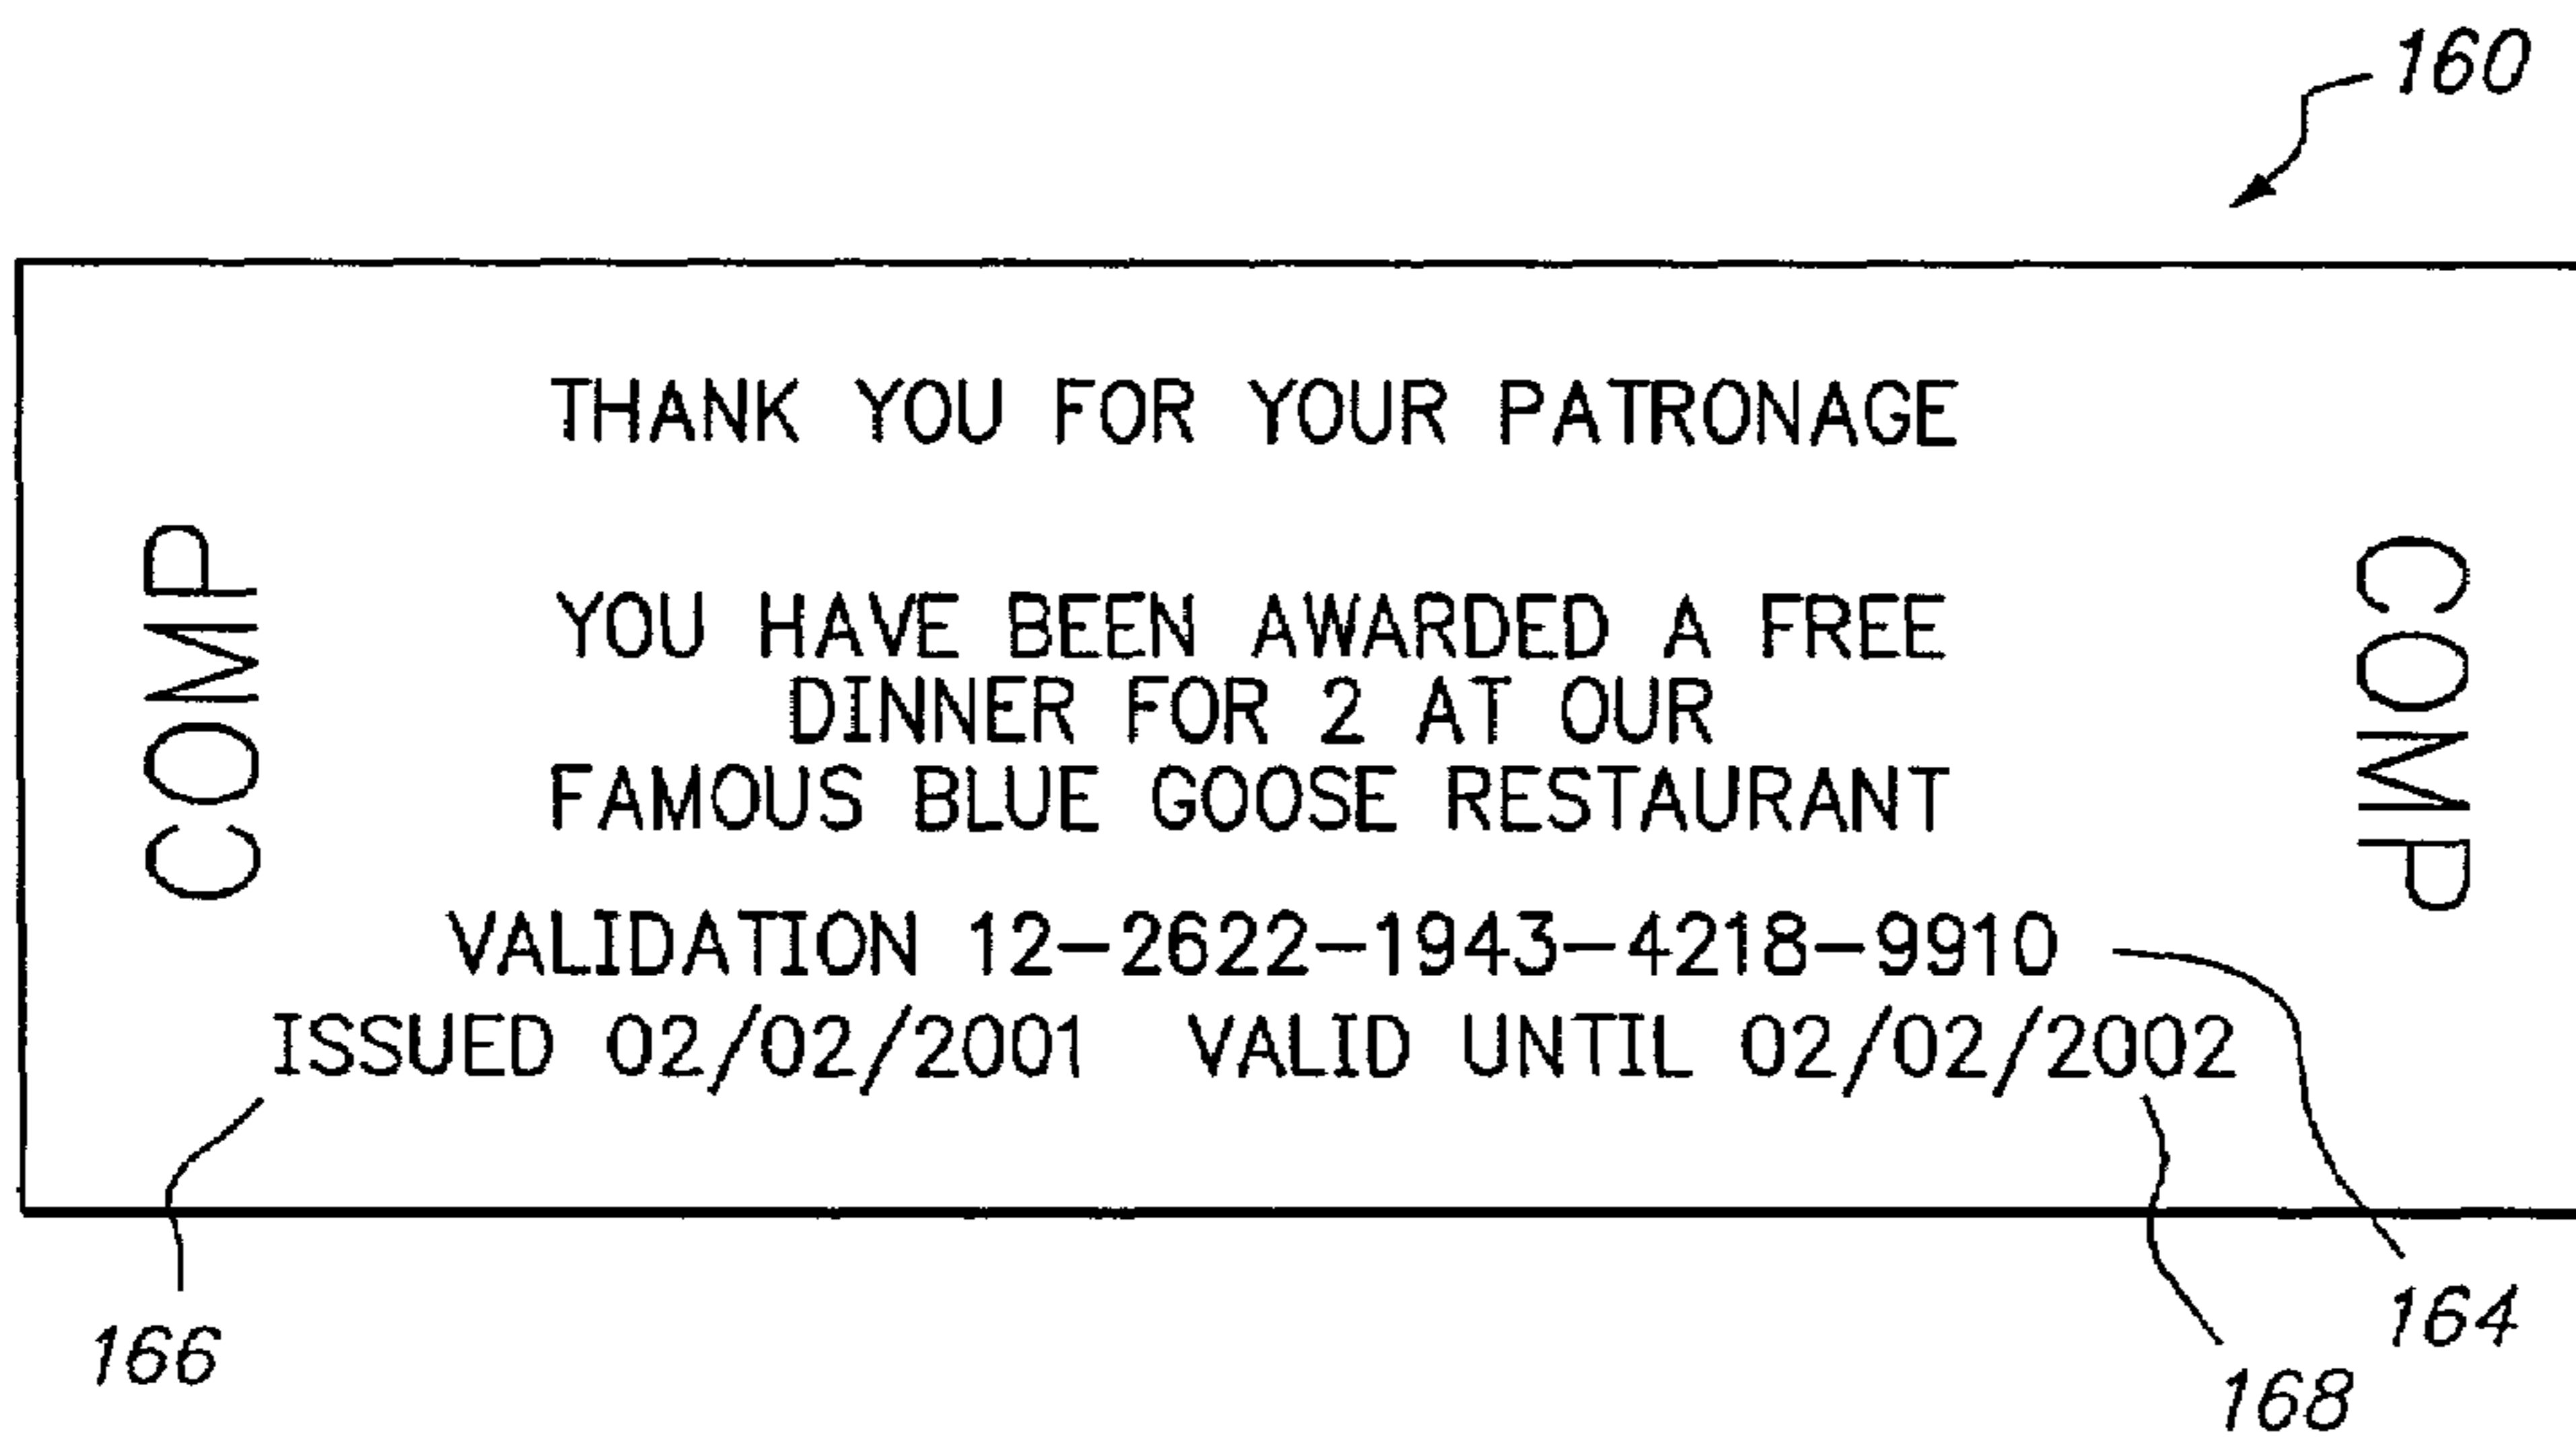 160
THANK YOU FOR YOUR PATRONAGE
COMP
YOU HAVE BEEN AWARDED A FREE
DINNER FOR 2 AT OUR
FAMOUS BLUE GOOSE RESTAURANT
COMP
VALIDATION 12-2622-1943-4218-9910
ISSUED 02/02/2001 VALID UNTIL 02/02/2002
166
164
168